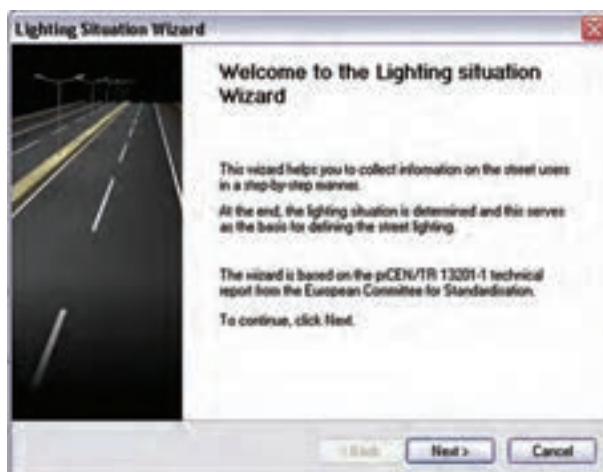 Lighting Situation Wizard
Welcome to the Lighting situation
Wizard
This wizard helps you to collect information on the street users
in a step-by-step manner.
At the end, the lighting situation is determined and this serves
as the basis for defining the street lighting.
The wizard is based on the prCEN/TR 13201-1 technical
report from the European Committee for Standardisation.
To continue, click Next.
< Back Next > Cancel